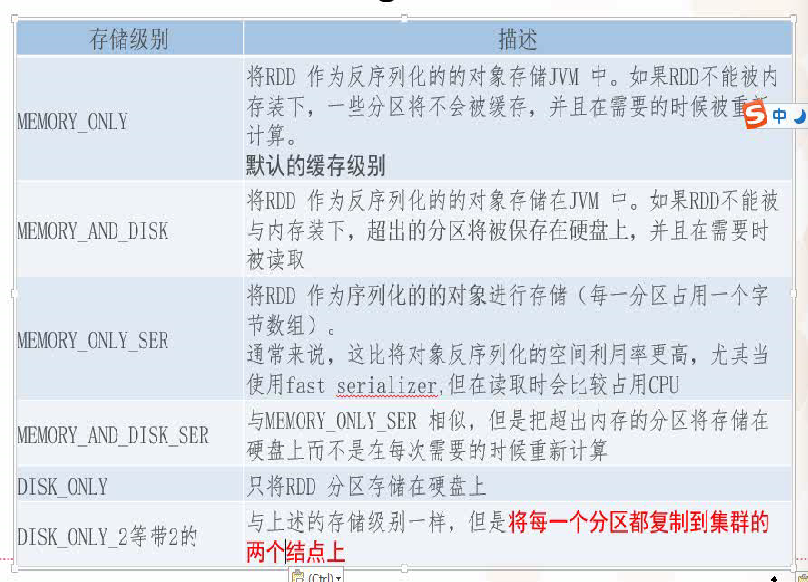 存储级别 描述
MEMORY_ONLY
将RDD 作为反序列化的的对象存储JVM 中。如果RDD不能被内
存装下，一些分区将不会被缓存，并且在需要的时候被重新
计算。
默认的缓存级别
MEMORY_AND_DISK
将RDD 作为反序列化的的对象存储在JVM 中。如果RDD不能被
与内存装下，超出的分区将被保存在硬盘上，并且在需要时
被读取
MEMORY_ONLY_SER
将RDD 作为序列化的的对象进行存储（每一分区占用一个字
节数组）。
通常来说，这比将对象反序列化的空间利用率更高，尤其当
使用fast serializer,但在读取时会比较占用CPU
MEMORY_AND_DISK_SER
与MEMORY_ONLY_SER 相似，但是把超出内存的分区将存储在
硬盘上而不是在每次需要的时候重新计算
DISK_ONLY
只将RDD 分区存储在硬盘上
DISK_ONLY_2等带2的
与上述的存储级别一样，但是将每一个分区都复制到集群的
两个结点上
S 中
(Ctrl)